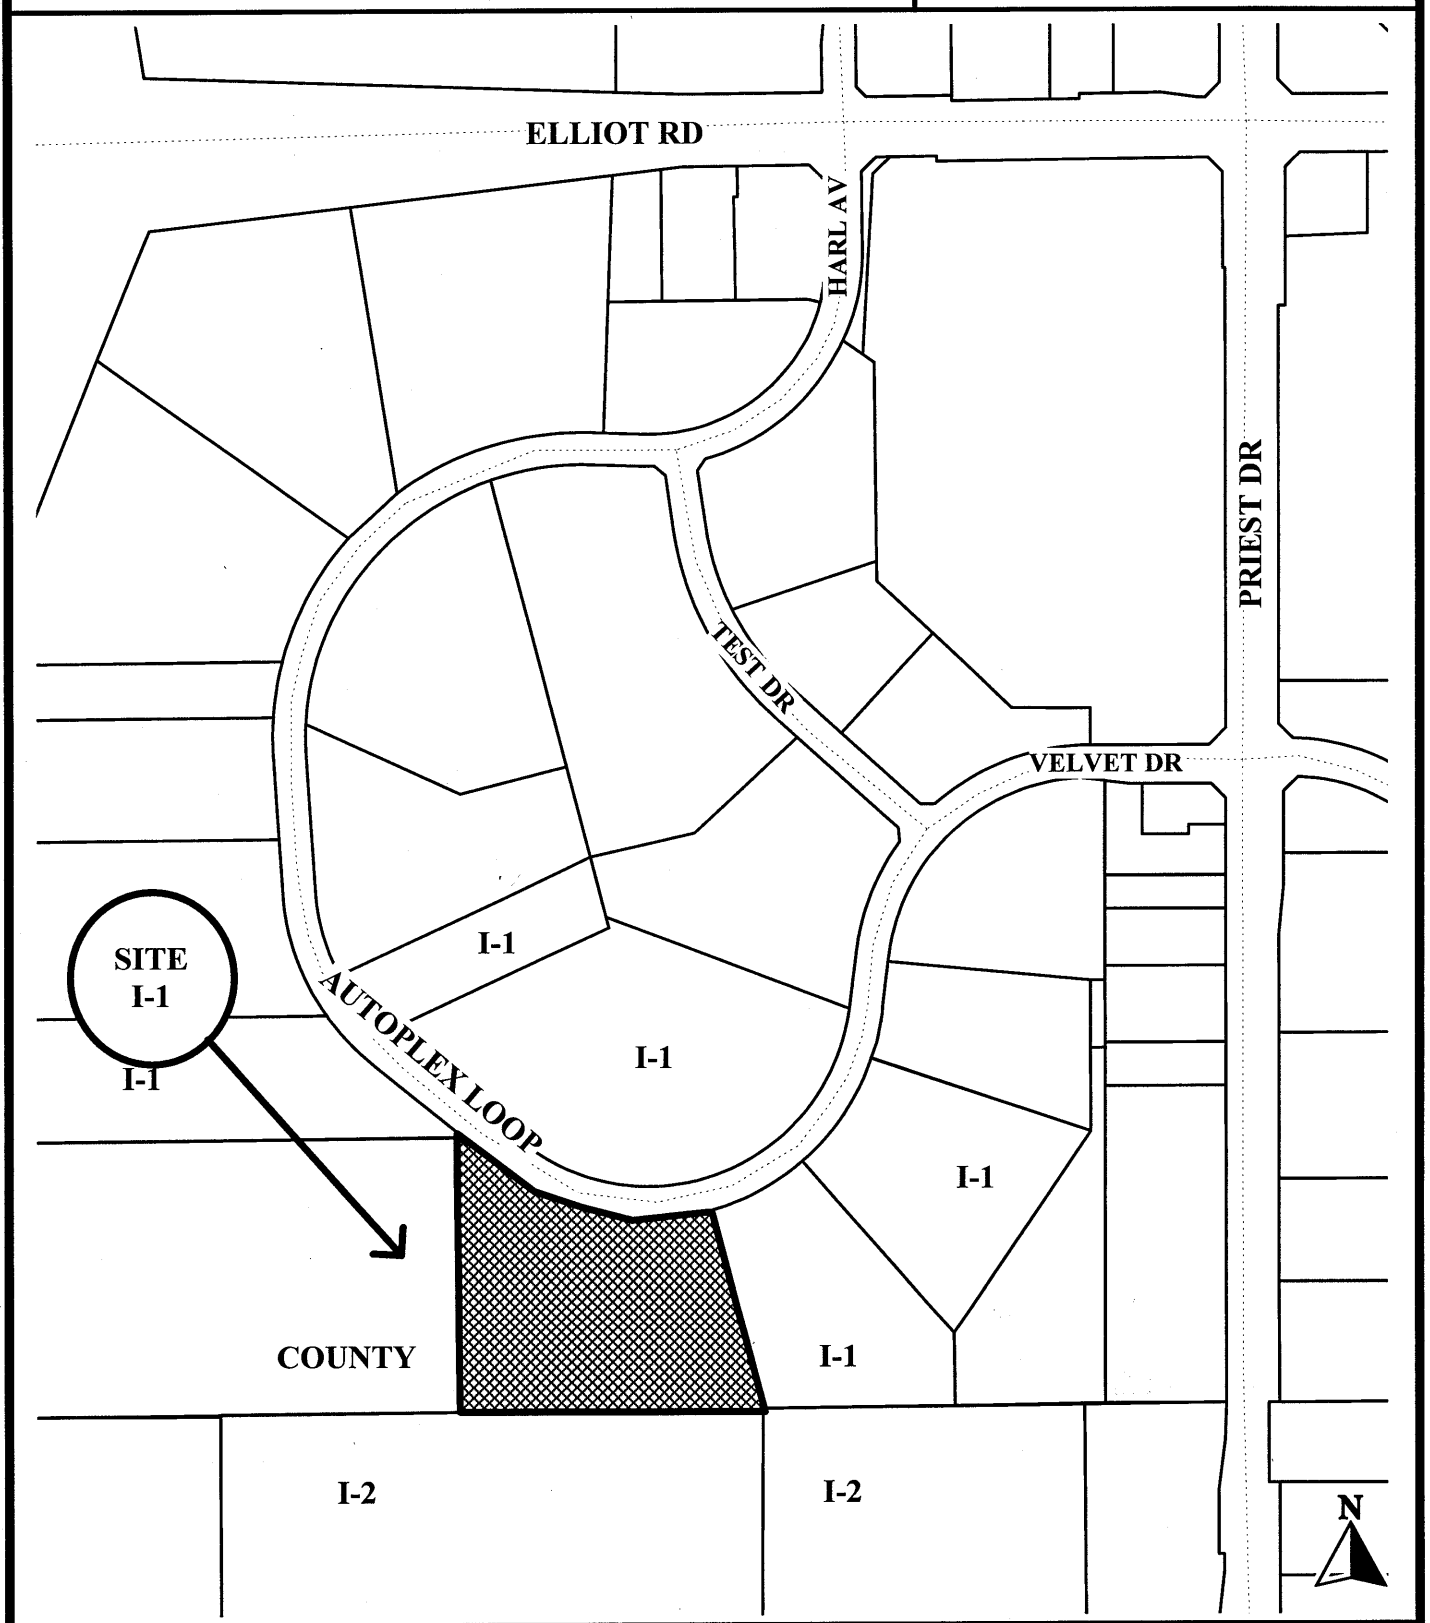 ELLIOT RD
HARL AV
PRIEST DR
TEST DR
VELVET DR
I-1
SITE
I-1
AUTOPLEX LOOP
I-1
I-1
I-1
COUNTY
I-1
I-2
I-2
N